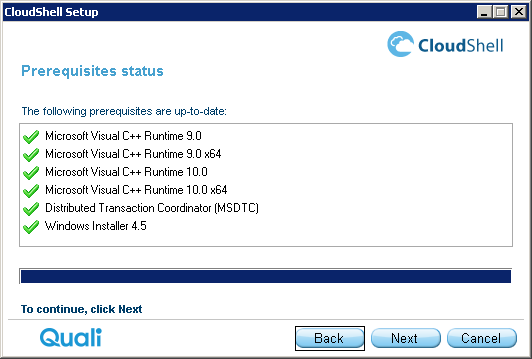 CloudShell Setup
CloudShell
Prerequisites status
The following prerequisites are up-to-date:
Microsoft Visual C++ Runtime 9.0
Microsoft Visual C++ Runtime 9.0 x64
Microsoft Visual C++ Runtime 10.0
Microsoft Visual C++ Runtime 10.0 x64
Distributed Transaction Coordinator (MSDTC)
Windows Installer 4.5
To continue, click Next
Quali
Back
Next
Cancel